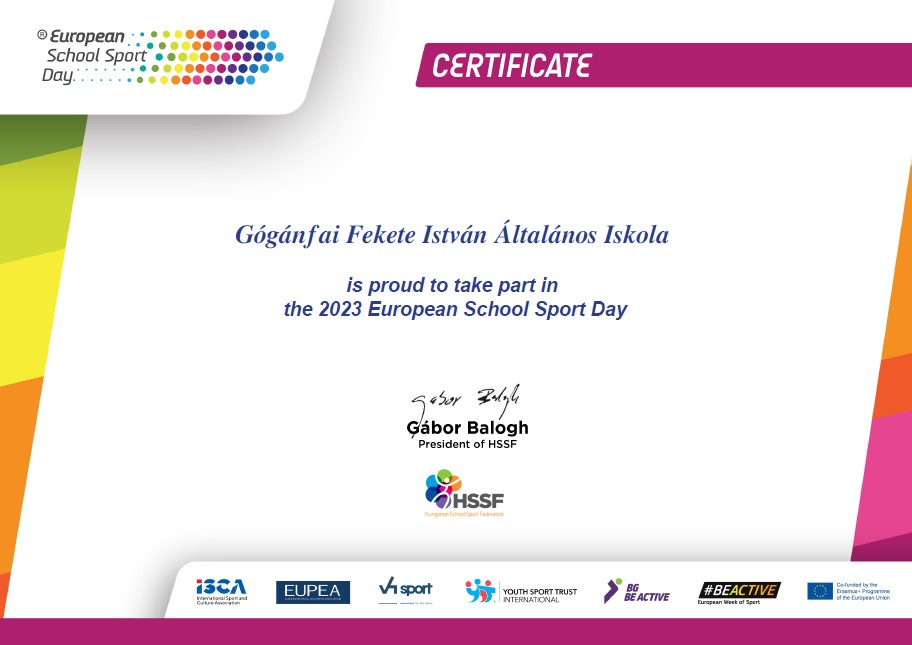 ® European
School Sport
Day
CERTIFICATE
Gógánfai Fekete István Általános Iskola
is proud to take part in
the 2023 European School Sport Day
Gábor Balogh
Gábor Balogh
President of HSSF
HSSF
Hungarian School Sport Federation
ISCA
International Sport and
Culture Association
EUPEA
V4 sport
YOUTH SPORT TRUST
INTERNATIONAL
BG
BE ACTIVE
#BEACTIVE
European Week of Sport
Co-funded by the
Erasmus+ Programme
of the European Union